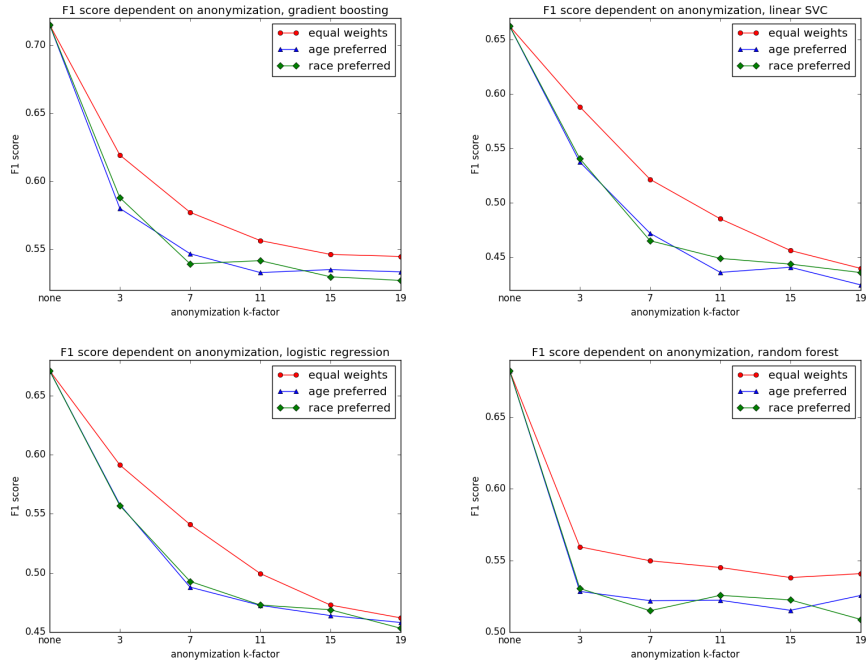 F1 score dependent on anonymization, gradient boosting
equal weights
age preferred
race preferred
F1 score
0.70
0.65
0.60
0.55
none 3 7 11 15 19
anonymization k-factor
F1 score dependent on anonymization, linear SVC
equal weights
age preferred
race preferred
F1 score
0.65
0.60
0.55
0.50
0.45
none 3 7 11 15 19
anonymization k-factor
F1 score dependent on anonymization, logistic regression
equal weights
age preferred
race preferred
F1 score
0.65
0.60
0.55
0.50
0.45
none 3 7 11 15 19
anonymization k-factor
F1 score dependent on anonymization, random forest
equal weights
age preferred
race preferred
F1 score
0.65
0.60
0.55
0.50
none 3 7 11 15 19
anonymization k-factor